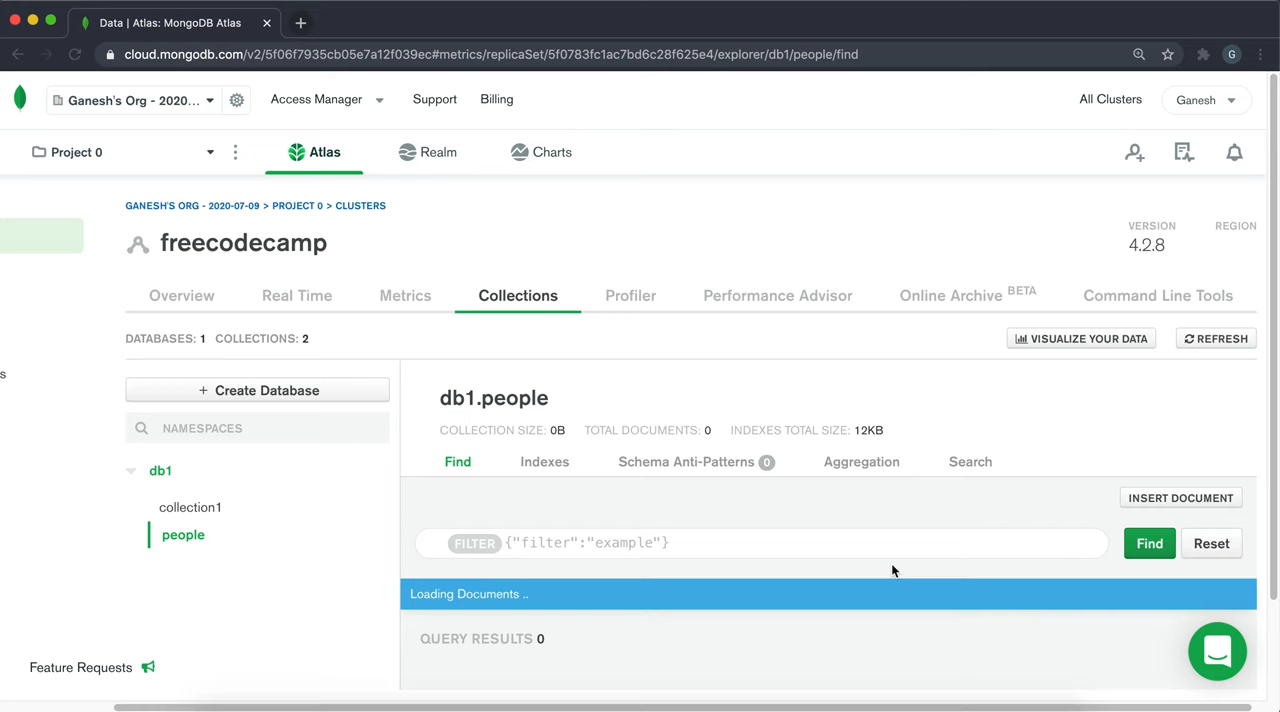 Data | Atlas: MongoDB Atlas
cloud.mongodb.com/v2/5f06f7935cb05e7a12f039ec#metrics/replicaSet/5f0783fc1ac7bd6c28f625e4/explorer/db1/people/find
G
Ganesh's Org - 2020...
Access Manager
Support
Billing
All Clusters
Ganesh
Project 0
Atlas
Realm
Charts
GANESH'S ORG - 2020-07-09 > PROJECT 0 > CLUSTERS
freecodecamp
VERSION
REGION
4.2.8
Overview
Real Time
Metrics
Collections
Profiler
Performance Advisor
Online Archive BETA
Command Line Tools
DATABASES: 1 COLLECTIONS: 2
VISUALIZE YOUR DATA
REFRESH
s
+ Create Database
NAMESPACES
db1
collection1
people
db1.people
COLLECTION SIZE: 0B TOTAL DOCUMENTS: 0 INDEXES TOTAL SIZE: 12KB
Find
Indexes
Schema Anti-Patterns 0
Aggregation
Search
INSERT DOCUMENT
FILTER {"filter":"example"}
Find
Reset
Loading Documents ..
QUERY RESULTS 0
Feature Requests